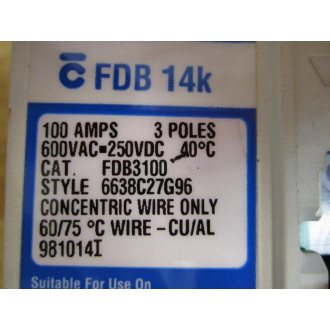 FDB 14k
100 AMPS 3 POLES
600VAC=250VDC 40°C
CAT. FDB3100
STYLE 6638C27G96
CONCENTRIC WIRE ONLY
60/75 °C WIRE - CU/AL
981014I
Suitable For Use On